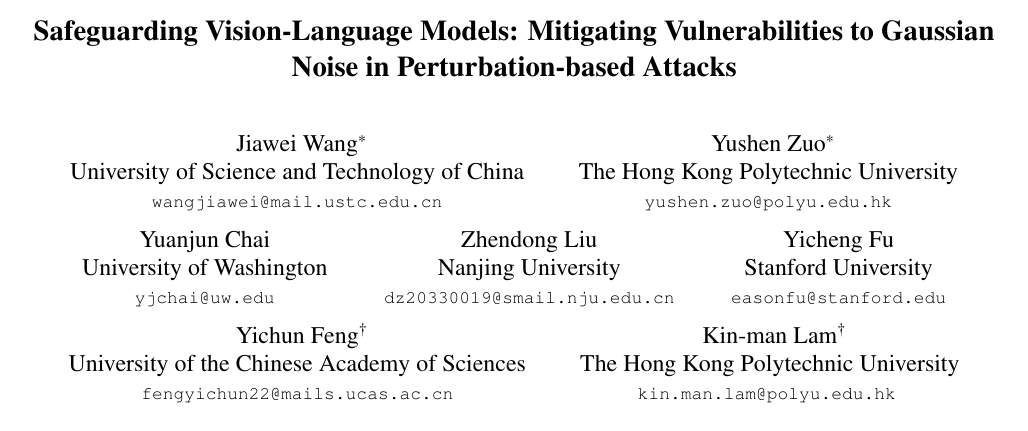 Safeguarding Vision-Language Models: Mitigating Vulnerabilities to Gaussian
Noise in Perturbation-based Attacks
Jiawei Wang*
University of Science and Technology of China
wangjiawei@mail.ustc.edu.cn
Yushen Zuo*
The Hong Kong Polytechnic University
yushen.zuo@polyu.edu.hk
Yuanjun Chai
University of Washington
yjchai@uw.edu
Zhendong Liu
Nanjing University
dz20330019@smail.nju.edu.cn
Yicheng Fu
Stanford University
easonfu@stanford.edu
Yichun Feng†
University of the Chinese Academy of Sciences
fengyichun22@mails.ucas.ac.cn
Kin-man Lam†
The Hong Kong Polytechnic University
kin.man.lam@polyu.edu.hk